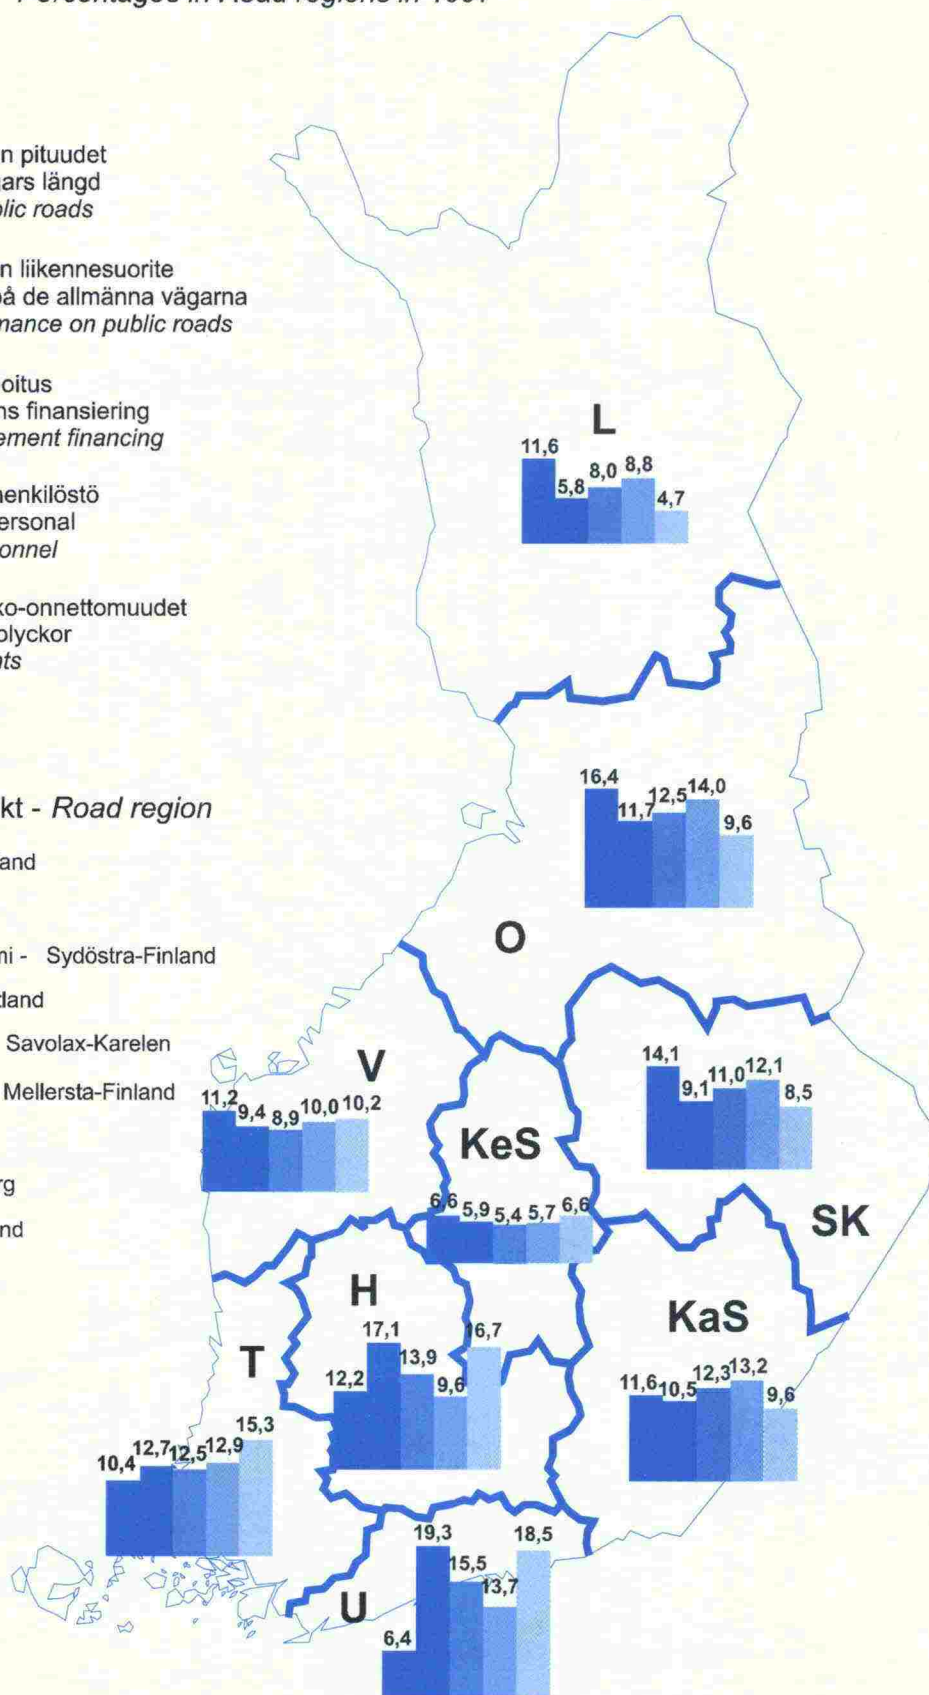 Percentages in Road regions in
n pituudet
ars längd
lic roads
n liikennesuorite
på de allmänna vägarna
mance on public roads
oitus
ns finansiering
ement financing
henkilöstö
ersonal
onnel
ko-onnettomuudet
olyckor
nts
L
11,6
5,8
8,0
8,8
4,7
kt - Road region
and
mi - Sydöstra-Finland
tland
Savolax-Karelen
Mellersta-Finland
rg
nd
16,4
11,7
12,5
14,0
9,6
O
V
11,2
9,4
8,9
10,0
10,2
14,1
9,1
11,0
12,1
8,5
SK
KeS
6,6
5,9
5,4
5,7
6,6
H
12,2
17,1
13,9
9,6
16,7
KaS
11,6
10,5
12,3
13,2
9,6
T
10,4
12,7
12,5
12,9
15,3
U
6,4
19,3
15,5
13,7
18,5